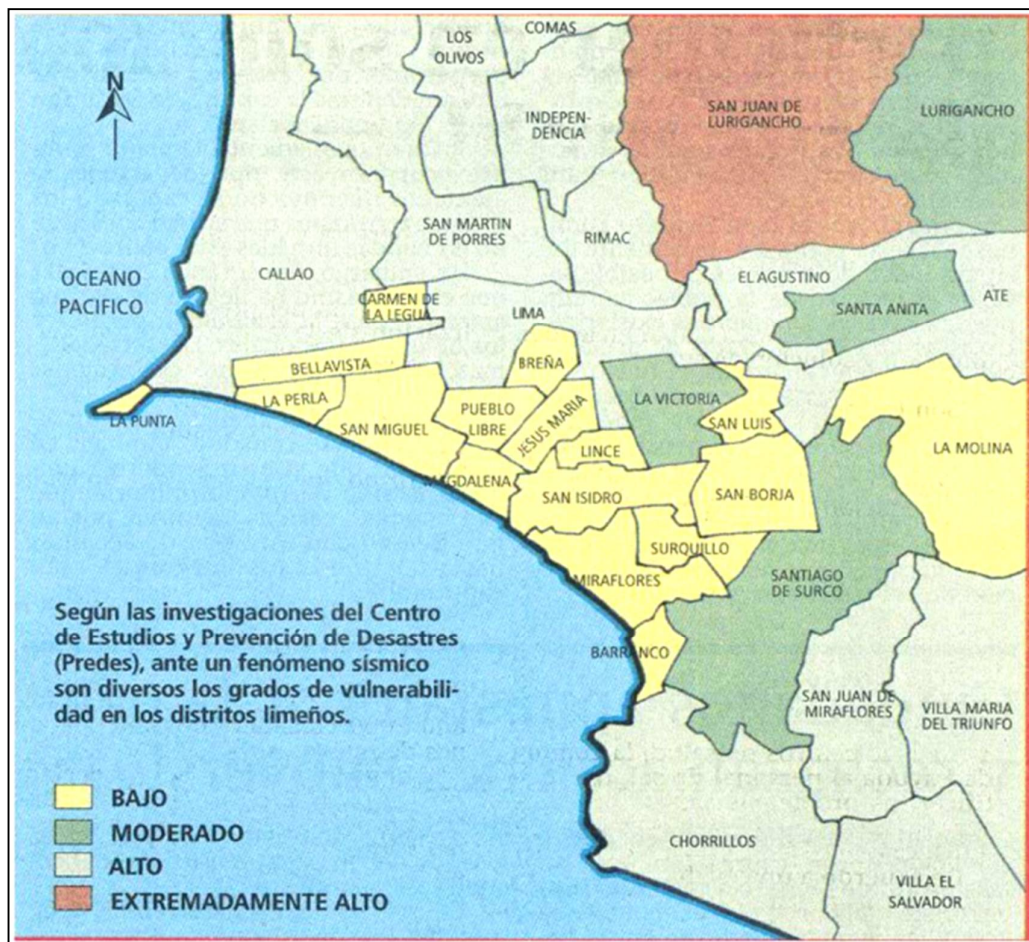 COMAS
LOS
OLIVOS
N
INDEPEN-
DENCIA
SAN JUAN DE
LURIGANCHO
LURIGANCHO
SAN MARTIN
DE PORRES
RIMAC
OCEANO
PACIFICO
CALLAO
EL AGUSTINO
ATE
CARMEN DE
LA LEGUA
LIMA
SANTA ANITA
BELLAVISTA
BREÑA
LA PERLA
LA VICTORIA
LA PUNTA
SAN MIGUEL
PUEBLO
LIBRE
JESUS MARIA
SAN LUIS
LINCE
LA MOLINA
MAGDALENA
SAN ISIDRO
SAN BORJA
SURQUILLO
MIRAFLORES
SANTIAGO
DE SURCO
BARRANCO
SAN JUAN DE
MIRAFLORES
VILLA MARIA
DEL TRIUNFO
CHORRILLOS
VILLA EL
SALVADOR
Según las investigaciones del Centro
de Estudios y Prevención de Desastres
(Predes), ante un fenómeno sísmico
son diversos los grados de vulnerabili-
dad en los distritos limeños.
BAJO
MODERADO
ALTO
EXTREMADAMENTE ALTO